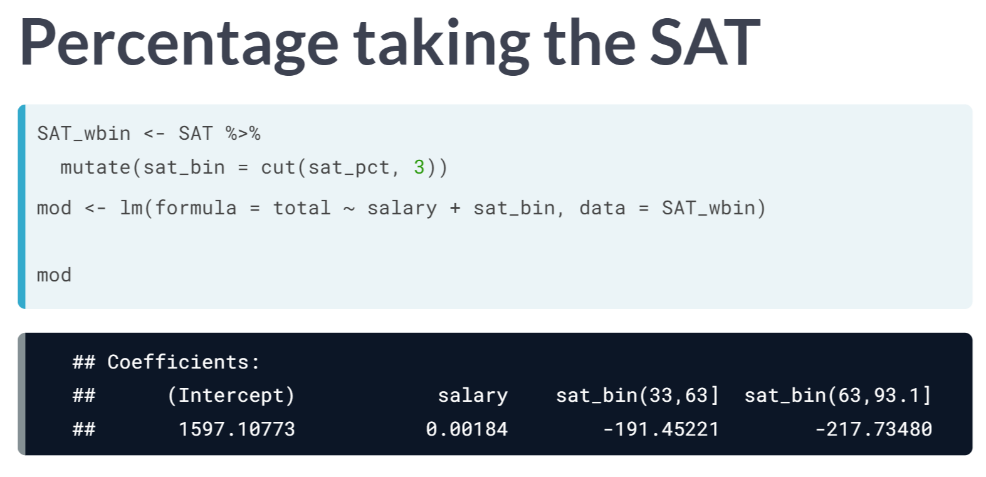 Percentage taking the SAT
SAT_wbin <- SAT %>%
  mutate(sat_bin = cut(sat_pct, 3))
mod <- lm(formula = total ~ salary + sat_bin, data = SAT_wbin)
mod
## Coefficients:
##      (Intercept)            salary    sat_bin(33,63]  sat_bin(63,93.1]
##       1597.10773           0.00184        -191.45221        -217.73480